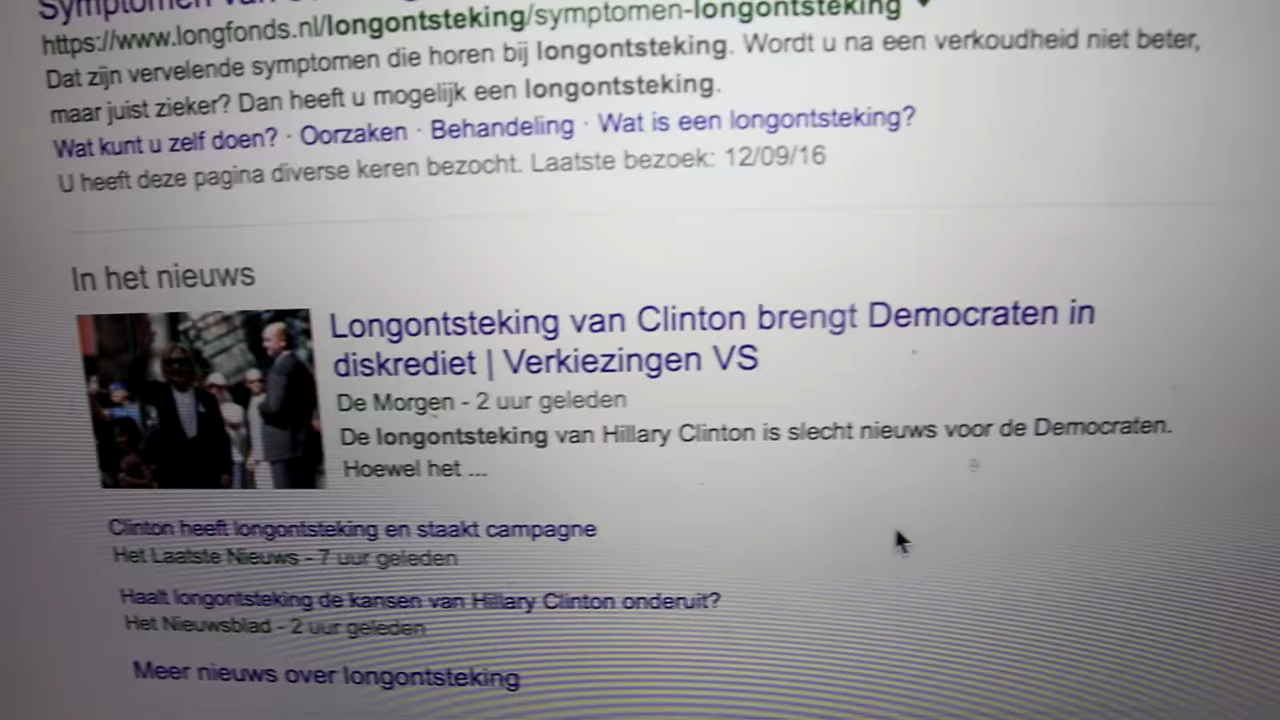 Symptomen van
https://www.longfonds.nl/longontsteking/symptomen-longontsteking
Dat zijn vervelende symptomen die horen bij longontsteking. Wordt u na een verkoudheid niet beter,
maar juist zieker? Dan heeft u mogelijk een longontsteking.
Wat kunt u zelf doen? · Oorzaken · Behandeling · Wat is een longontsteking?
U heeft deze pagina diverse keren bezocht. Laatste bezoek: 12/09/16
In het nieuws
Longontsteking van Clinton brengt Democraten in
diskrediet | Verkiezingen VS
De Morgen - 2 uur geleden
De longontsteking van Hillary Clinton is slecht nieuws voor de Democraten.
Hoewel het ...
Clinton heeft longontsteking en staakt campagne
Het Laatste Nieuws - 7 uur geleden
Haalt longontsteking de kansen van Hillary Clinton onderuit?
Het Nieuwsblad - 2 uur geleden
Meer nieuws over longontsteking